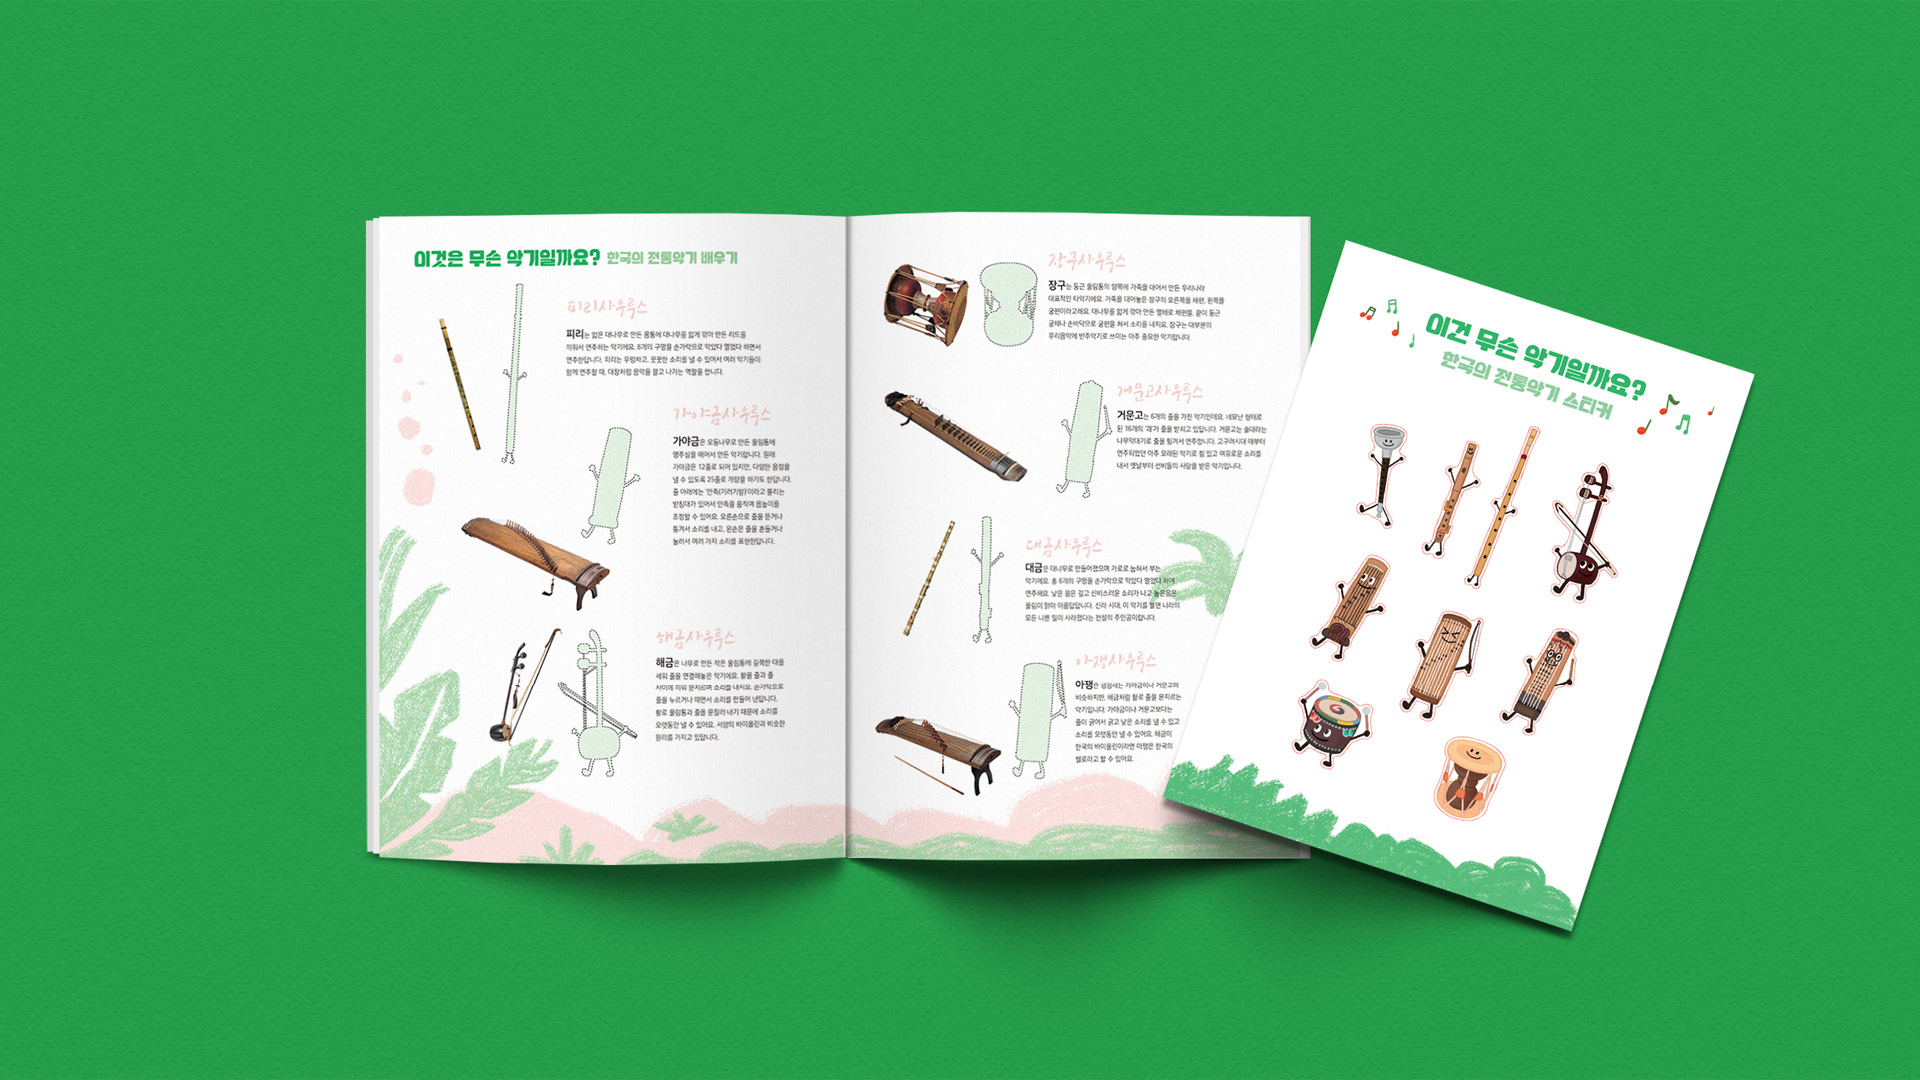 이것은 무슨 악기일까요? 한국의 전통악기 배우기
피리사우루스
피리는 얇은 대나무로 만든 몸통에 대나무를 얇게 깎아 만든 리드를
끼워서 연주하는 악기에요. 8개의 구멍을 손가락으로 막았다 열었다 하면서
연주한답니다. 피리는 우렁차고, 꿋꿋한 소리를 낼 수 있어서 여러 악기들이
함께 연주할 때, 대장처럼 음악을 끌고 나가는 역할을 합니다.
가야금사우루스
가야금은 오동나무로 만든 울림통에
명주실을 매어서 만든 악기랍니다. 원래
가야금은 12줄로 되어 있지만, 다양한 음정을
낼 수 있도록 25줄로 개량을 하기도 한답니다.
줄 아래에는 '안족(기러기발)'이라고 불리는
받침대가 있어서 안족을 움직여 음높이를
조정할 수 있어요. 오른손으로 줄을 뜯거나
튕겨서 소리를 내고, 왼손은 줄을 흔들거나
눌러서 여러 가지 소리를 표현한답니다.
해금사우루스
해금은 나무로 만든 작은 울림통에 길쭉한 대를
세워 줄을 연결해놓은 악기에요. 활을 줄과 줄
사이에 끼워 문지르며 소리를 내지요. 손가락으로
줄을 누르거나 떼면서 소리를 만들어 낸답니다.
활로 울림통과 줄을 문질러 내기 때문에 소리를
오랫동안 낼 수 있어요. 서양의 바이올린과 비슷한
원리를 가지고 있답니다.
장구사우루스
장구는 둥근 울림통의 양쪽에 가죽을 대어서 만든 우리나라
대표적인 타악기에요. 가죽을 대어놓은 장구의 오른쪽을 채편, 왼쪽을
궁편이라고해요. 대나무를 얇게 깎아 만든 열채로 채편을, 끝이 둥근
궁채나 손바닥으로 궁편을 쳐서 소리를 내지요. 장구는 대부분의
우리음악에 반주악기로 쓰이는 아주 중요한 악기랍니다.
거문고사우루스
거문고는 6개의 줄을 가진 악기인데요. 네모난 형태로
된 16개의 '괘'가 줄을 받치고 있답니다. 거문고는 술대라는
나무막대기로 줄을 튕겨서 연주합니다. 고구려시대 때부터
연주되었던 아주 오래된 악기로 힘 있고 여유로운 소리를
내서 옛날부터 선비들의 사랑을 받은 악기입니다.
대금사우루스
대금은 대나무로 만들어졌으며 가로로 눕혀서 부는
악기에요. 총 6개의 구멍을 손가락으로 막았다 열었다 하여
연주해요. 낮은 음은 길고 신비스러운 소리가 나고 높은음은
울림이 맑아 아름답답니다. 신라 시대, 이 악기를 불면 나라의
모든 나쁜 일이 사라졌다는 전설의 주인공이랍니다.
아쟁사우루스
아쟁은 생김새는 가야금이나 거문고와
비슷하지만, 해금처럼 활로 줄을 문지르는
악기입니다. 가야금이나 거문고보다는
줄이 굵어서 굵고 낮은 소리를 낼 수 있고
소리를 오랫동안 낼 수 있어요. 해금이
한국의 바이올린이라면 아쟁은 한국의
첼로라고 할 수 있어요.
이건 무슨 악기일까요?
한국의 전통악기 스티커